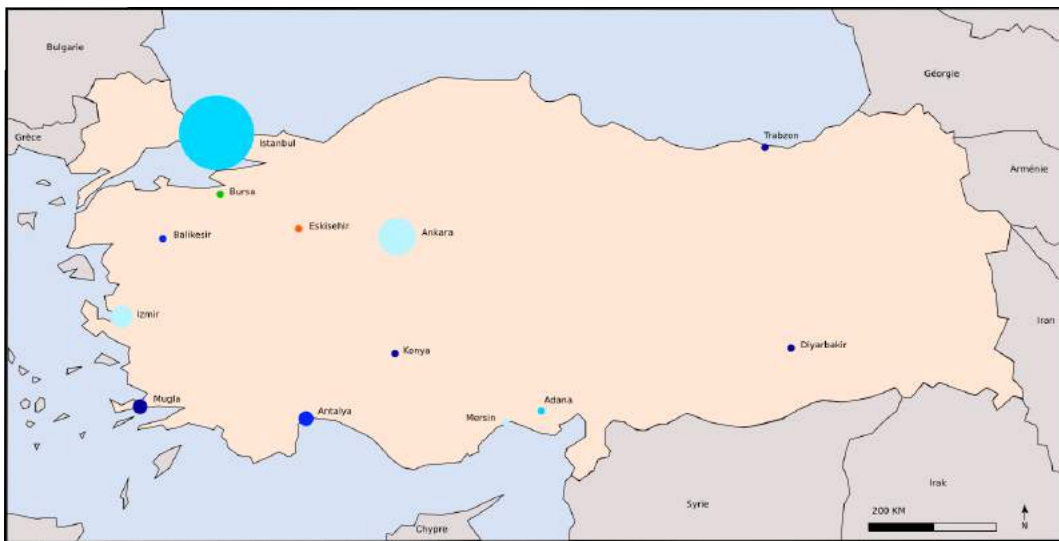 Bulgarie
Géorgie
Grèce
Istanbul
Trabzon
Arménie
Bursa
Balikesir
Eskisehir
Ankara
Izmir
Iran
Konya
Diyarbakir
Mugla
Antalya
Mersin
Adana
Syrie
Irak
Chypre
200 KM
N